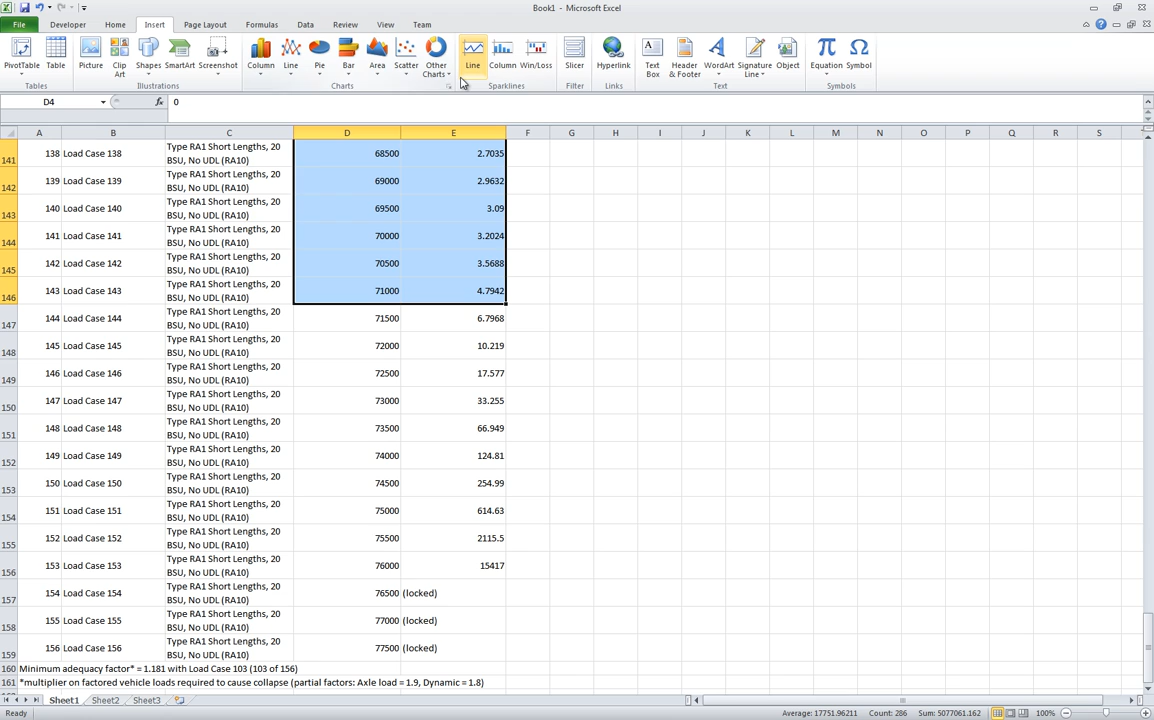 Book1 - Microsoft Excel
File Developer Home Insert Page Layout Formulas Data Review View Team
PivotTable Table Picture Clip Art Shapes SmartArt Screenshot Column Line Pie Bar Area Scatter Other Charts Line Column Win/Loss Slicer Hyperlink Text Box Header & Footer WordArt Signature Line Object Equation Symbol
Tables Illustrations Charts Sparklines Filter Links Text Symbols
D4 fx 0
A B C D E F G H I J K L M N O P Q R S
141 138 Load Case 138 Type RA1 Short Lengths, 20 BSU, No UDL (RA10) 68500 2.7035
142 139 Load Case 139 Type RA1 Short Lengths, 20 BSU, No UDL (RA10) 69000 2.9632
143 140 Load Case 140 Type RA1 Short Lengths, 20 BSU, No UDL (RA10) 69500 3.09
144 141 Load Case 141 Type RA1 Short Lengths, 20 BSU, No UDL (RA10) 70000 3.2024
145 142 Load Case 142 Type RA1 Short Lengths, 20 BSU, No UDL (RA10) 70500 3.5688
146 143 Load Case 143 Type RA1 Short Lengths, 20 BSU, No UDL (RA10) 71000 4.7942
147 144 Load Case 144 Type RA1 Short Lengths, 20 BSU, No UDL (RA10) 71500 6.7968
148 145 Load Case 145 Type RA1 Short Lengths, 20 BSU, No UDL (RA10) 72000 10.219
149 146 Load Case 146 Type RA1 Short Lengths, 20 BSU, No UDL (RA10) 72500 17.577
150 147 Load Case 147 Type RA1 Short Lengths, 20 BSU, No UDL (RA10) 73000 33.255
151 148 Load Case 148 Type RA1 Short Lengths, 20 BSU, No UDL (RA10) 73500 66.949
152 149 Load Case 149 Type RA1 Short Lengths, 20 BSU, No UDL (RA10) 74000 124.81
153 150 Load Case 150 Type RA1 Short Lengths, 20 BSU, No UDL (RA10) 74500 254.99
154 151 Load Case 151 Type RA1 Short Lengths, 20 BSU, No UDL (RA10) 75000 614.63
155 152 Load Case 152 Type RA1 Short Lengths, 20 BSU, No UDL (RA10) 75500 2115.5
156 153 Load Case 153 Type RA1 Short Lengths, 20 BSU, No UDL (RA10) 76000 15417
157 154 Load Case 154 Type RA1 Short Lengths, 20 BSU, No UDL (RA10) 76500 (locked)
158 155 Load Case 155 Type RA1 Short Lengths, 20 BSU, No UDL (RA10) 77000 (locked)
159 156 Load Case 156 Type RA1 Short Lengths, 20 BSU, No UDL (RA10) 77500 (locked)
160 Minimum adequacy factor* = 1.181 with Load Case 103 (103 of 156)
161 *multiplier on factored vehicle loads required to cause collapse (partial factors: Axle load = 1.9, Dynamic = 1.8)
Sheet1 Sheet2 Sheet3
Ready Average: 17751.96211 Count: 286 Sum: 5077061.162 100%